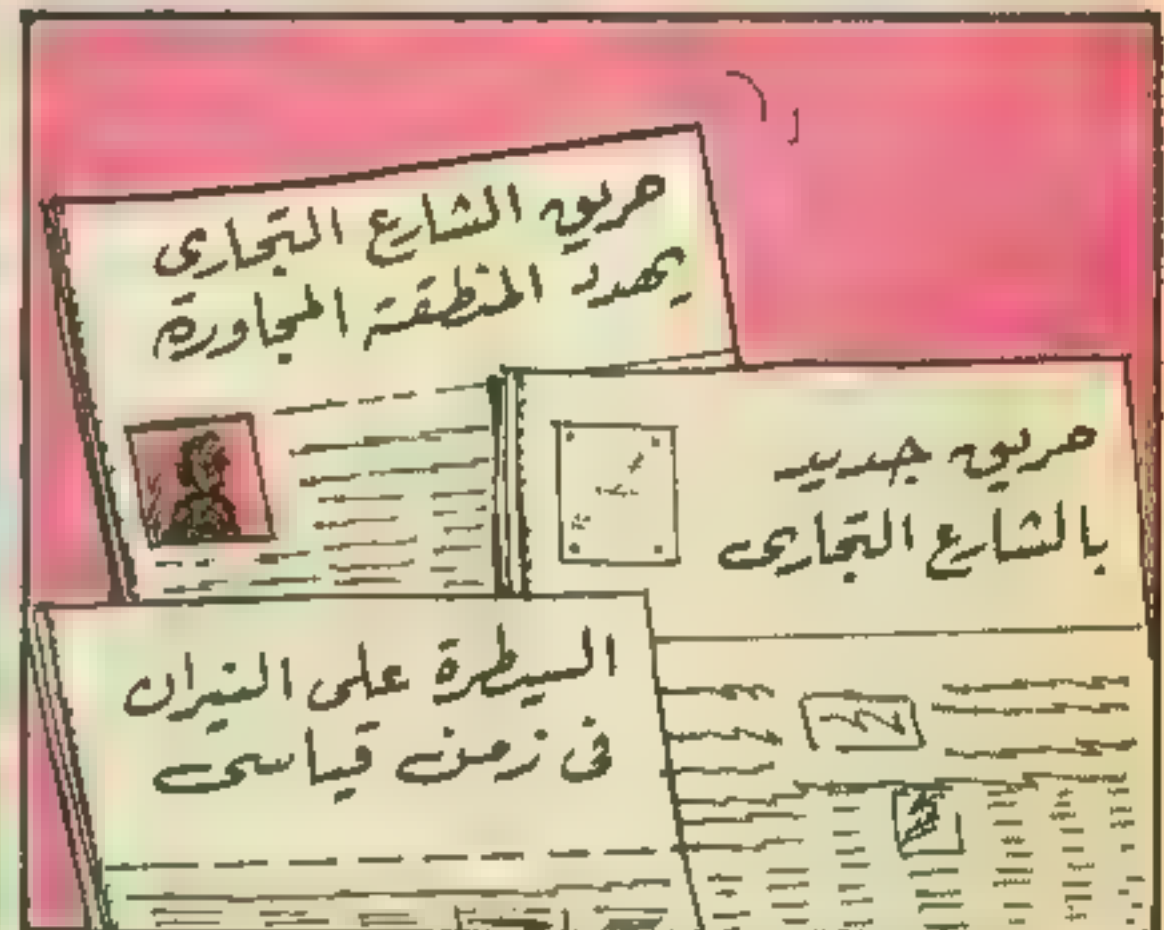 حريق الشارع التجارى
يهدد المنطقة المجاورة
حريق جديد
بالشارع التجارى
السيطرة على النيران
فى زمن قياسى